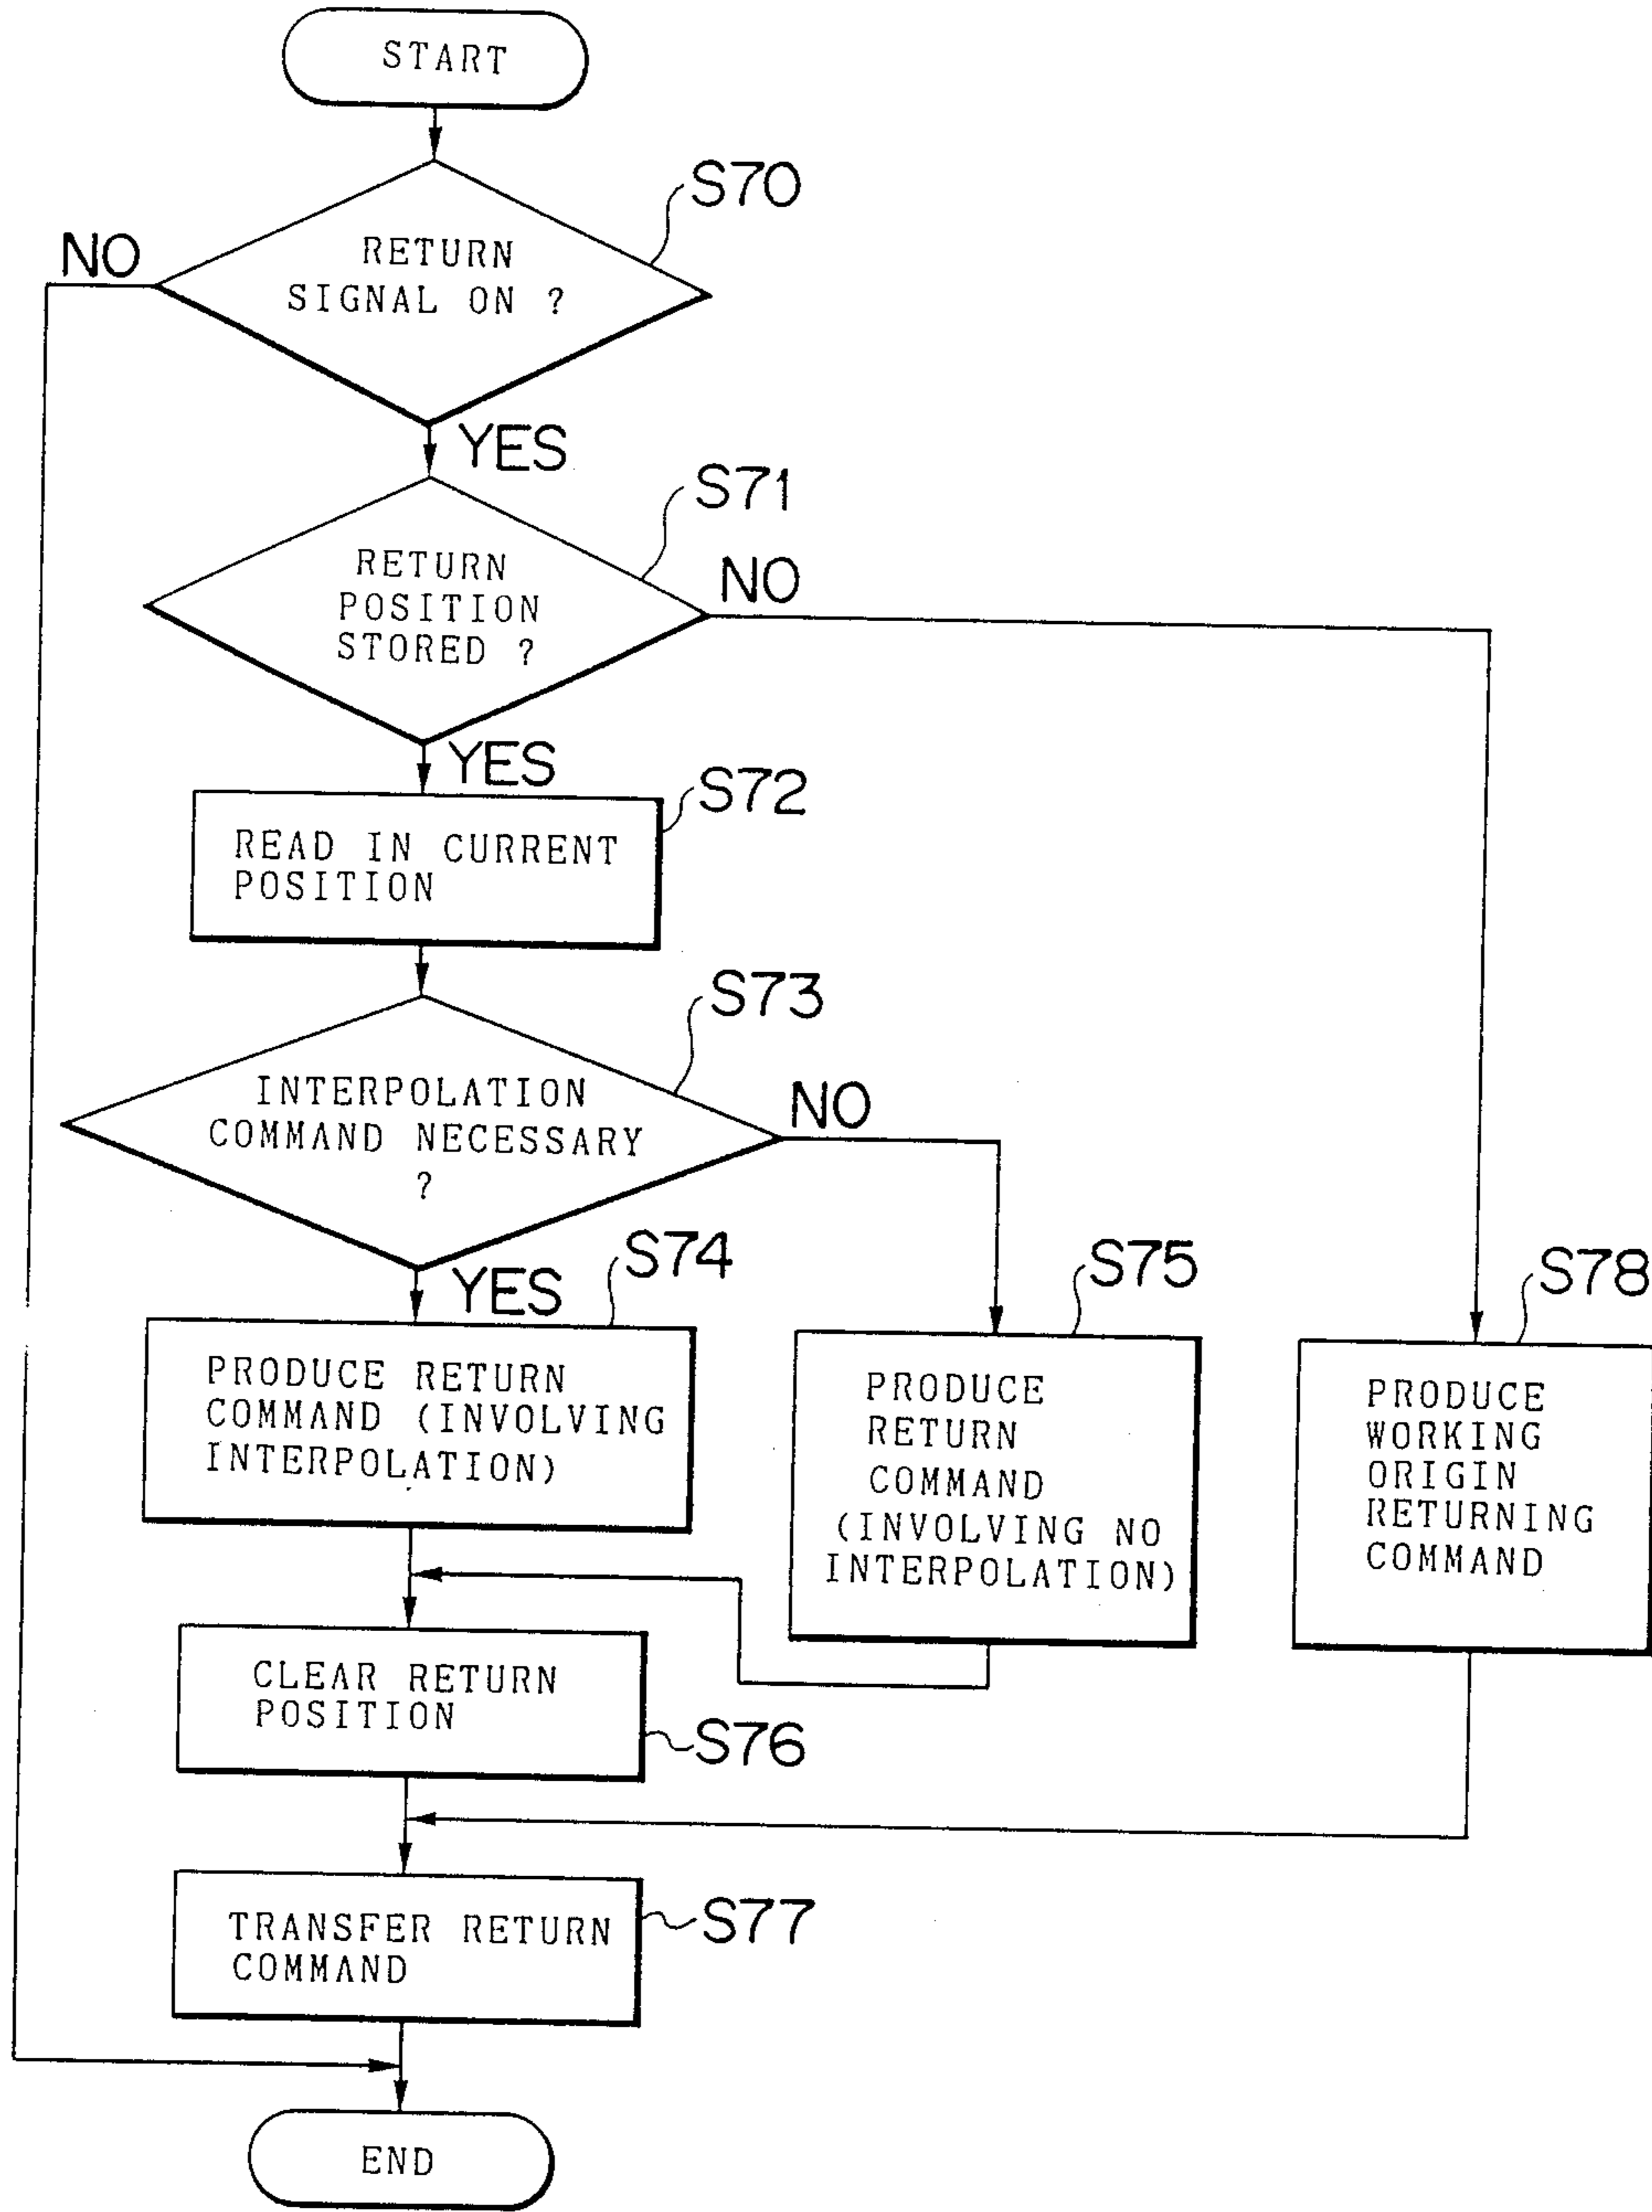 START
S70
NO
RETURN
SIGNAL ON ?
YES
S71
RETURN
POSITION
STORED ?
NO
YES
S72
READ IN CURRENT
POSITION
S73
INTERPOLATION
COMMAND NECESSARY
?
NO
YES
S74
PRODUCE RETURN
COMMAND (INVOLVING
INTERPOLATION)
S75
PRODUCE
RETURN
COMMAND
(INVOLVING NO
INTERPOLATION)
S78
PRODUCE
WORKING
ORIGIN
RETURNING
COMMAND
CLEAR RETURN
POSITION
S76
TRANSFER RETURN
COMMAND
S77
END